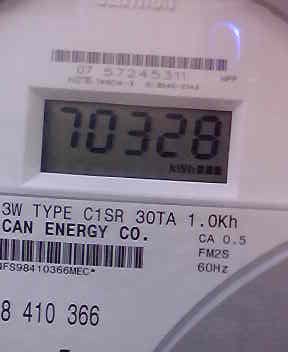 07 57245311
70328
kWh
3W TYPE C1SR 30TA 1.0Kh
CAN ENERGY CO.
CA 0.5
FM2S
60Hz
NFS98410366MEC*
8 410 366